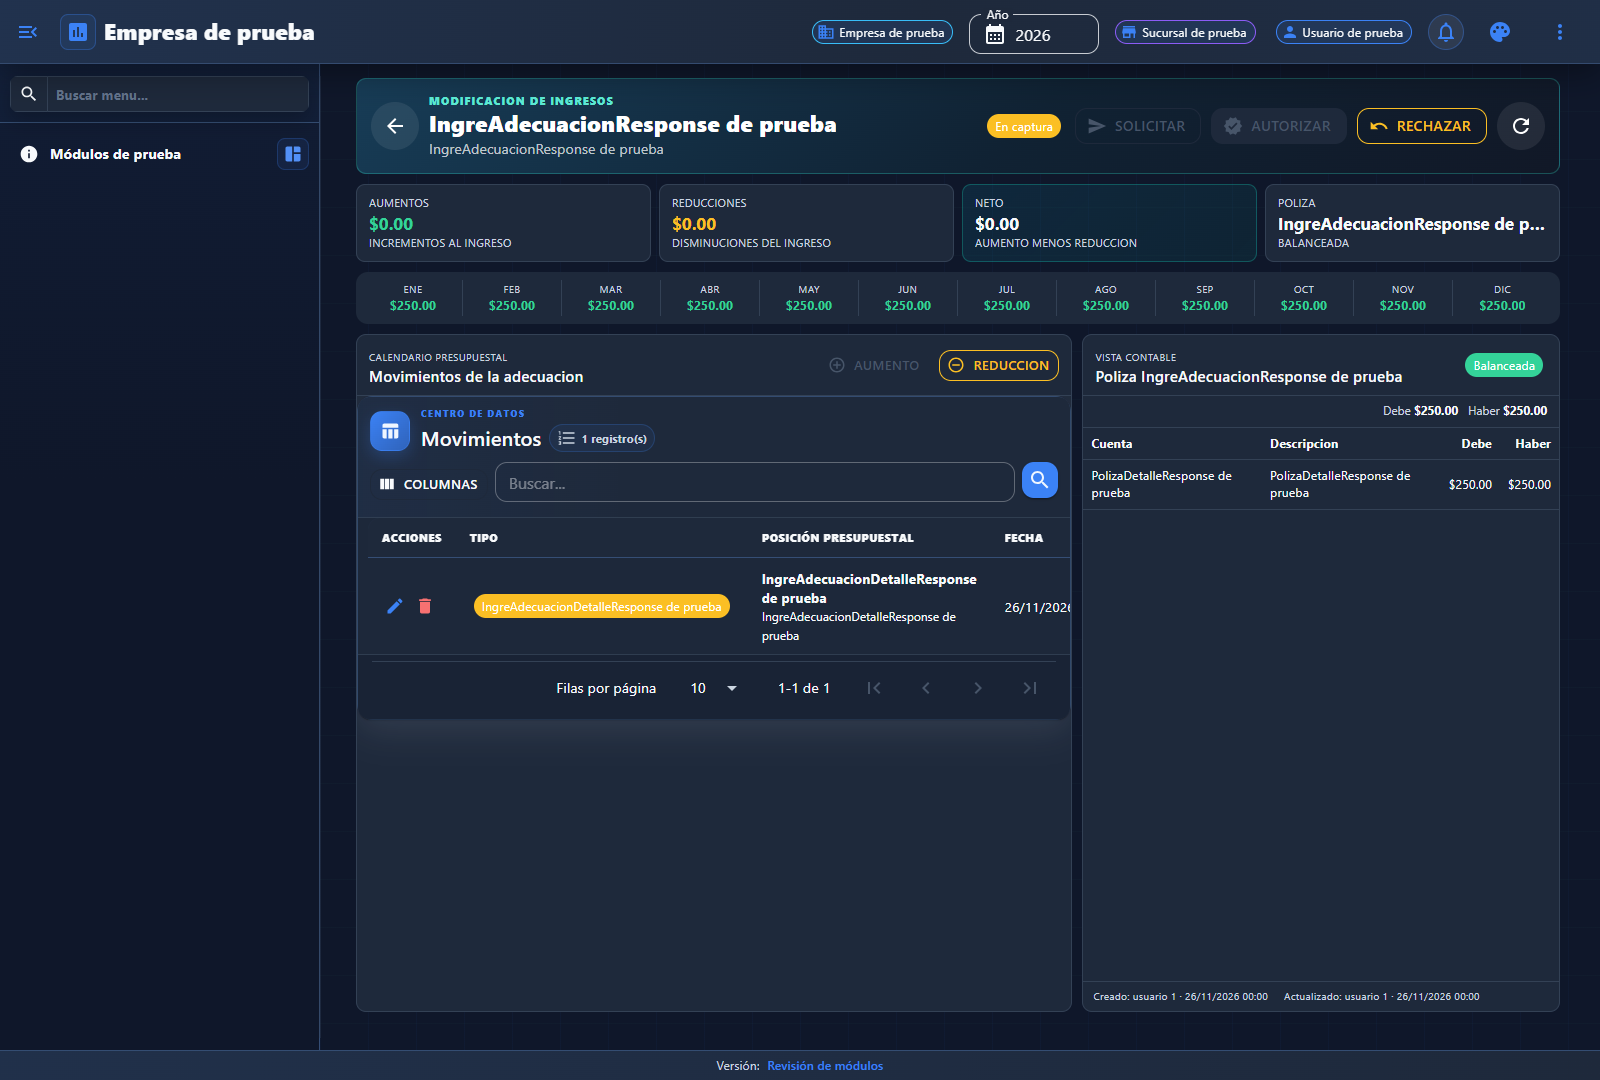 Empresa de prueba
Empresa de prueba
Año
2026
Sucursal de prueba
Usuario de prueba
Buscar menu...
Módulos de prueba
MODIFICACION DE INGRESOS
IngreAdecuacionResponse de prueba
IngreAdecuacionResponse de prueba
En captura
SOLICITAR
AUTORIZAR
RECHAZAR
AUMENTOS
$0.00
INCREMENTOS AL INGRESO
REDUCCIONES
$0.00
DISMINUCIONES DEL INGRESO
NETO
$0.00
AUMENTO MENOS REDUCCION
POLIZA
IngreAdecuacionResponse de p...
BALANCEADA
ENE FEB MAR ABR MAY JUN JUL AGO SEP OCT NOV DIC
$250.00 $250.00 $250.00 $250.00 $250.00 $250.00 $250.00 $250.00 $250.00 $250.00 $250.00 $250.00
CALENDARIO PRESUPUESTAL
Movimientos de la adecuacion
AUMENTO
REDUCCION
CENTRO DE DATOS
Movimientos
1 registro(s)
COLUMNAS
Buscar...
ACCIONES TIPO POSICIÓN PRESUPUESTAL FECHA
IngreAdecuacionDetalleResponse de prueba
IngreAdecuacionDetalleResponse
de prueba
IngreAdecuacionDetalleResponse de
prueba
26/11/2026
Filas por página 10 1-1 de 1
VISTA CONTABLE
Poliza IngreAdecuacionResponse de prueba
Balanceada
Debe $250.00 Haber $250.00
Cuenta Descripcion Debe Haber
PolizaDetalleResponse de
prueba
PolizaDetalleResponse de
prueba
$250.00 $250.00
Creado: usuario 1 · 26/11/2026 00:00 Actualizado: usuario 1 · 26/11/2026 00:00
Versión: Revisión de módulos